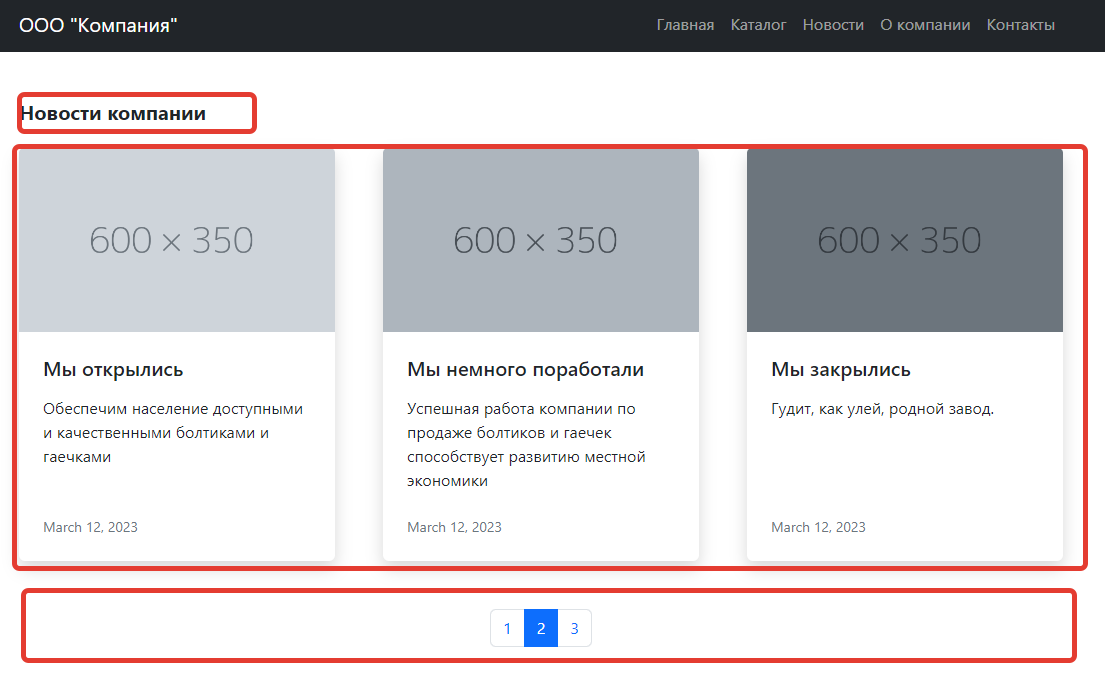 ООО "Компания"
Главная Каталог Новости О компании Контакты
Новости компании
600 × 350
Мы открылись
Обеспечим население доступными
и качественными болтиками и
гаечками
March 12, 2023
600 × 350
Мы немного поработали
Успешная работа компании по
продаже болтиков и гаечек
способствует развитию местной
экономики
March 12, 2023
600 × 350
Мы закрылись
Гудит, как улей, родной завод.
March 12, 2023
1 2 3